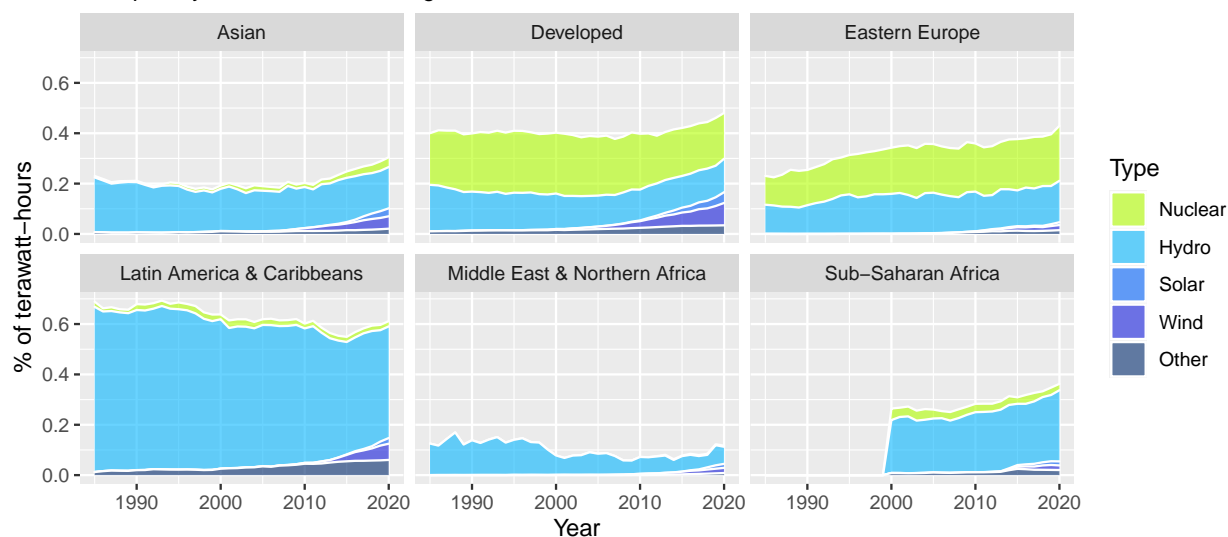 Asian
Developed
Eastern Europe
0.6
0.4
0.2
0.0
Latin America & Caribbeans
Middle East & Northern Africa
Sub−Saharan Africa
0.6
0.4
0.2
0.0
% of terawatt−hours
1990 2000 2010 2020
1990 2000 2010 2020
1990 2000 2010 2020
Year
Type
Nuclear
Hydro
Solar
Wind
Other